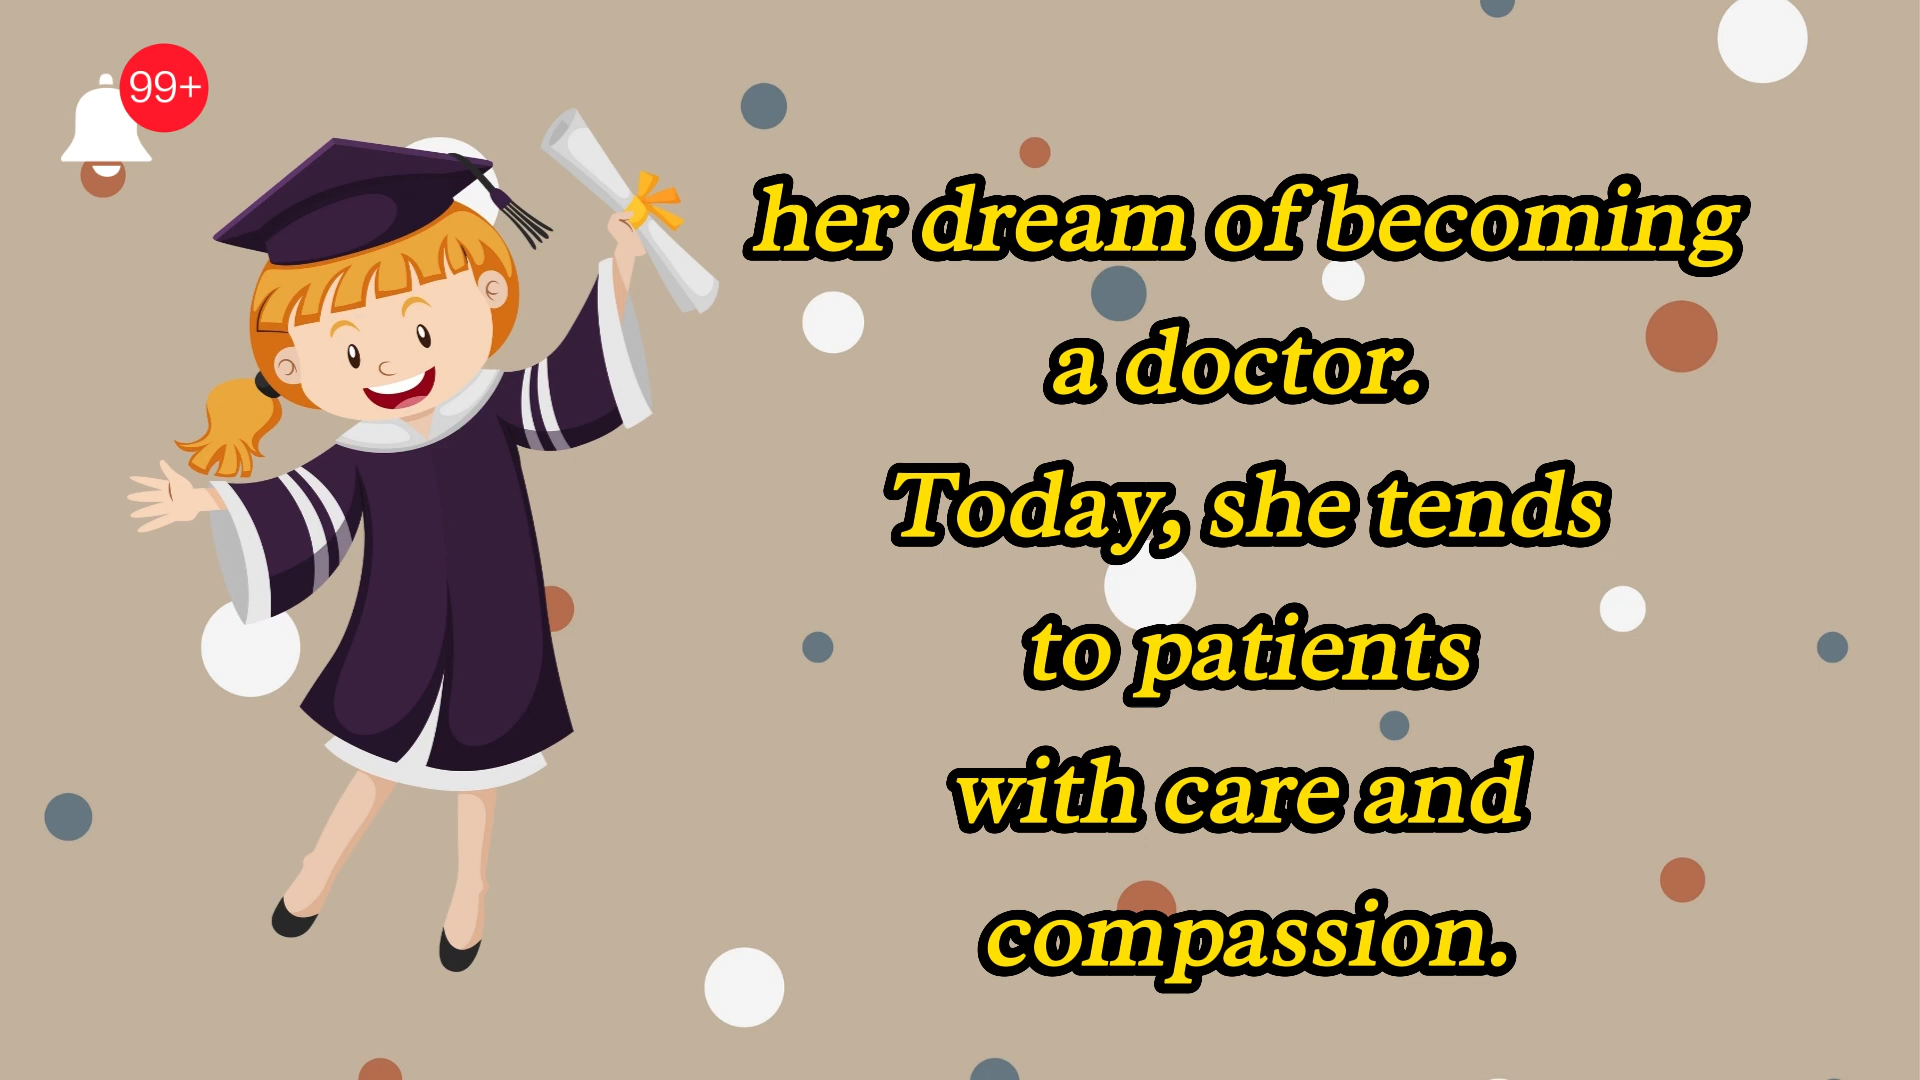 99+
her dream of becoming
a doctor.
Today, she tends
to patients
with care and
compassion.